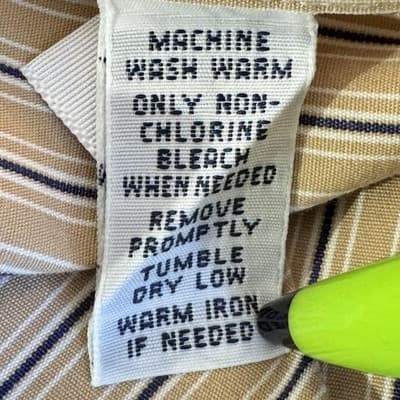 MACHINE
WASH WARM
ONLY NON-
CHLORINE
BLEACH
WHEN NEEDED
REMOVE
PROMPTLY
TUMBLE
DRY LOW
WARM IRON
IF NEEDED